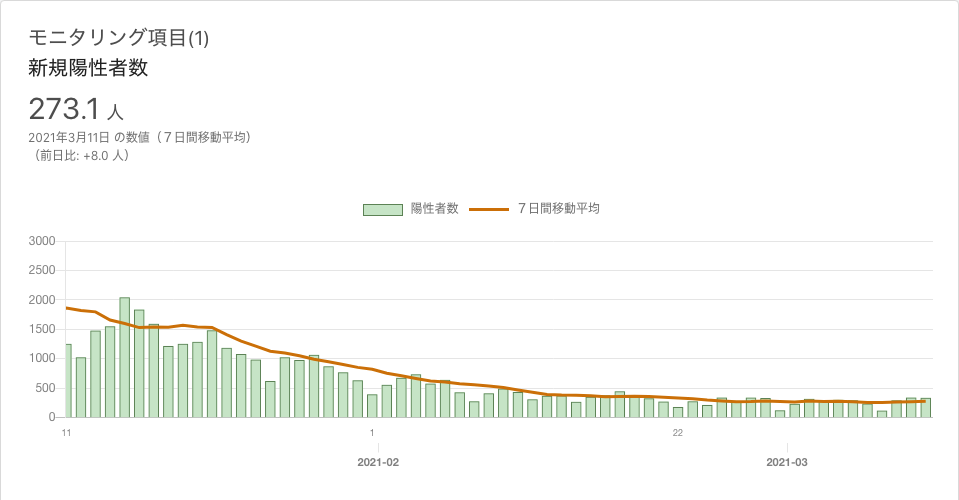 モニタリング項目(1)
新規陽性者数
273.1 人
2021年3月11日 の数値（７日間移動平均）
（前日比: +8.0 人）
陽性者数 ７日間移動平均
3000
2500
2000
1500
1000
500
0
11 1 22
2021-02 2021-03